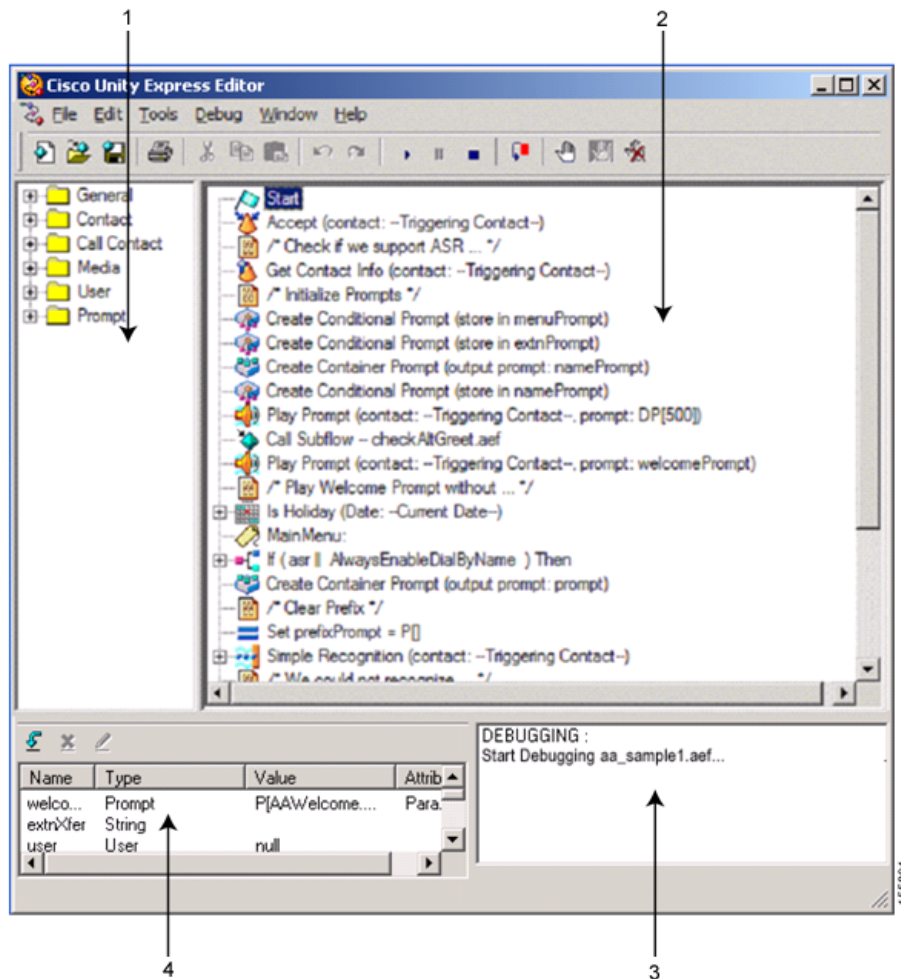 1
2
Cisco Unity Express Editor
File Edit Tools Debug Window Help
General
Contact
Call Contact
Media
User
Prompt
Start
Accept (contact: --Triggering Contact--)
/* Check if we support ASR ... */
Get Contact Info (contact: --Triggering Contact--)
/* Initialize Prompts */
Create Conditional Prompt (store in menuPrompt)
Create Conditional Prompt (store in extnPrompt)
Create Container Prompt (output prompt: namePrompt)
Create Conditional Prompt (store in namePrompt)
Play Prompt (contact: --Triggering Contact--, prompt: DP[500])
Call Subflow -- checkAltGreet.aef
Play Prompt (contact: --Triggering Contact--, prompt: welcomePrompt)
/* Play Welcome Prompt without ... */
Is Holiday (Date: --Current Date--)
MainMenu:
If ( asr || AlwaysEnableDialByName ) Then
Create Container Prompt (output prompt: prompt)
/* Clear Prefix */
Set prefixPrompt = P[]
Simple Recognition (contact: --Triggering Contact--)
/* We could not recognize ... */
Name Type Value Attrib
welco... Prompt P[AAWelcome.... Para.
extnXfer String
user User null
DEBUGGING :
Start Debugging aa_sample1.aef...
4
3